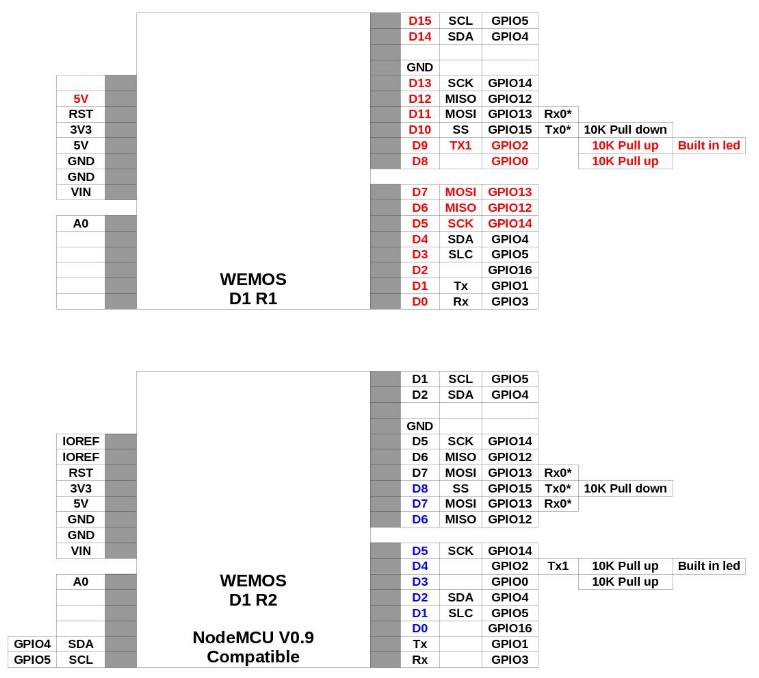 D15 SCL GPIO5
D14 SDA GPIO4
GND
D13 SCK GPIO14
5V D12 MISO GPIO12
RST D11 MOSI GPIO13 Rx0*
3V3 D10 SS GPIO15 Tx0* 10K Pull down
5V D9 TX1 GPIO2 10K Pull up Built in led
GND D8 GPIO0 10K Pull up
GND
VIN D7 MOSI GPIO13
D6 MISO GPIO12
A0 D5 SCK GPIO14
D4 SDA GPIO4
D3 SLC GPIO5
D2 GPIO16
D1 Tx GPIO1
D0 Rx GPIO3
WEMOS
D1 R1
D1 SCL GPIO5
D2 SDA GPIO4
GND
IOREF D5 SCK GPIO14
IOREF D6 MISO GPIO12
RST D7 MOSI GPIO13 Rx0*
3V3 D8 SS GPIO15 Tx0* 10K Pull down
5V D7 MOSI GPIO13 Rx0*
GND D6 MISO GPIO12
GND
VIN D5 SCK GPIO14
D4 GPIO2 Tx1 10K Pull up Built in led
A0 D3 GPIO0 10K Pull up
D2 SDA GPIO4
D1 SLC GPIO5
D0 GPIO16
GPIO4 SDA Tx GPIO1
GPIO5 SCL Rx GPIO3
WEMOS
D1 R2
NodeMCU V0.9
Compatible